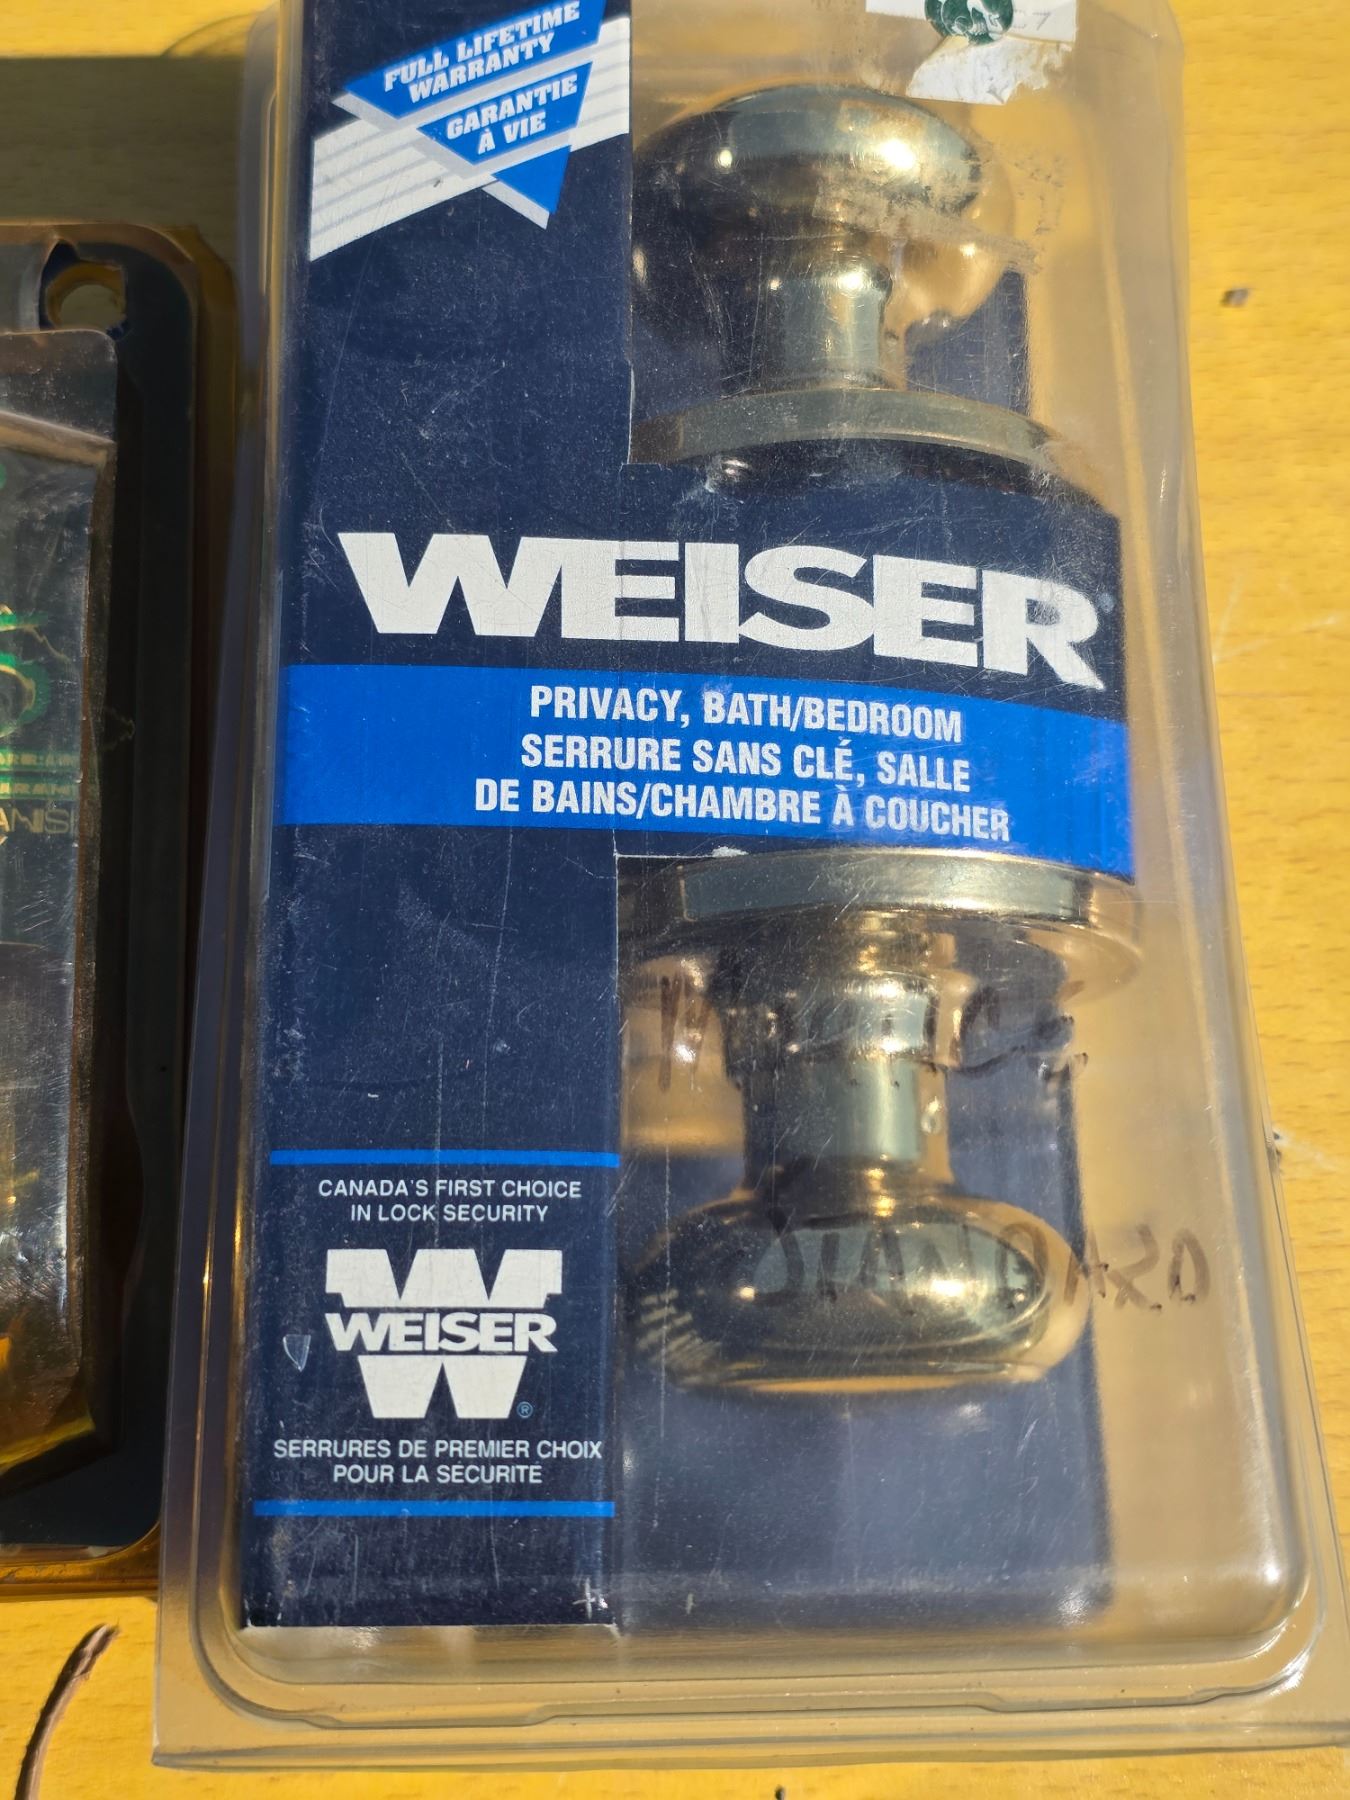 FULL LIFETIME
WARRANTY
GARANTIE
À VIE
WEISER®
PRIVACY, BATH/BEDROOM
SERRURE SANS CLÉ, SALLE
DE BAINS/CHAMBRE À COUCHER
CANADA'S FIRST CHOICE
IN LOCK SECURITY
WEISER
®
SERRURES DE PREMIER CHOIX
POUR LA SÉCURITÉ